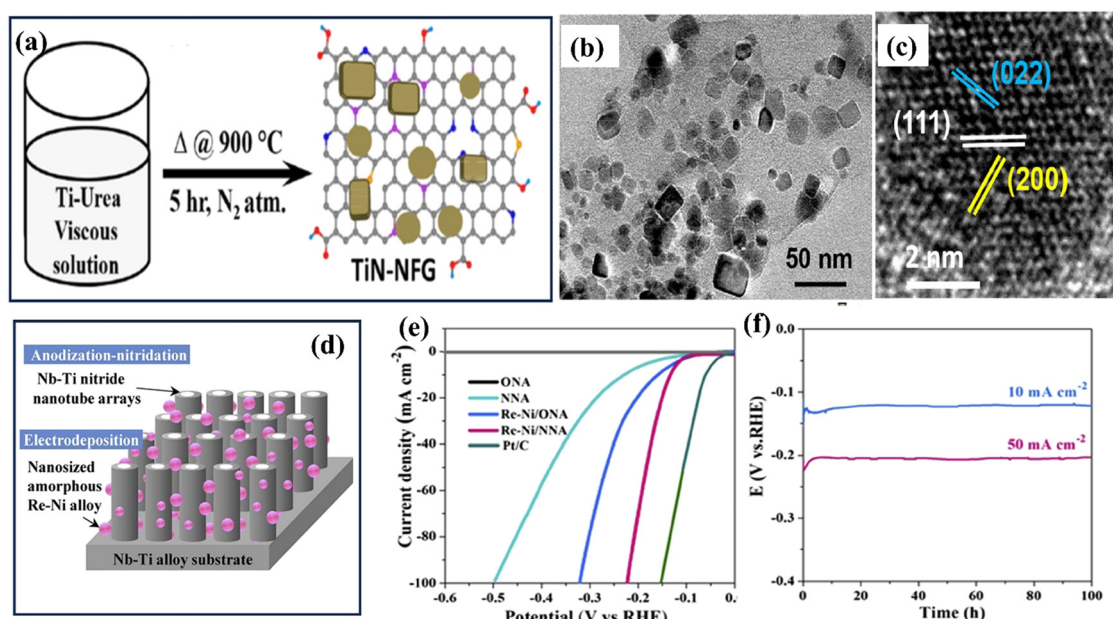 (a)
Ti-Urea
Viscous
solution
Δ @ 900 °C
5 hr, N₂ atm.
TiN-NFG
(b)
50 nm
(c)
(022)
(111)
(200)
2 nm
(d)
Anodization-nitridation
Nb-Ti nitride
nanotube arrays
Electrodeposition
Nanosized
amorphous
Re-Ni alloy
Nb-Ti alloy substrate
(e)
Current density (mA cm⁻²)
0
-20
-40
-60
-80
-100
ONA
NNA
Re-Ni/ONA
Re-Ni/NNA
Pt/C
-0.6
-0.5
-0.4
-0.3
-0.2
-0.1
Potential (V vs RHE)
(f)
E (V vs.RHE)
-0.0
-0.1
-0.2
-0.3
-0.4
10 mA cm⁻²
50 mA cm⁻²
0
20
40
60
80
100
Time (h)